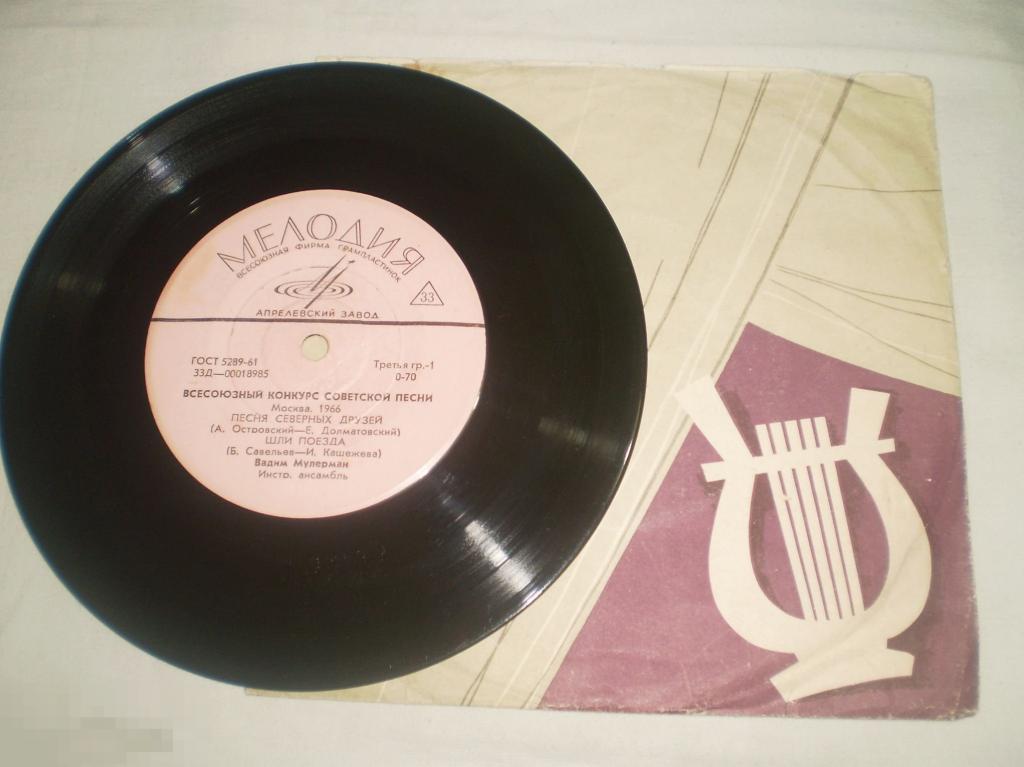 МЕЛОДИЯ
ВСЕСОЮЗНАЯ ФИРМА ГРАМПЛАСТИНОК
33
АПРЕЛЕВСКИЙ ЗАВОД
ГОСТ 5289-61
Третья гр.-1
33Д—00018985
0-70
ВСЕСОЮЗНЫЙ КОНКУРС СОВЕТСКОЙ ПЕСНИ
Москва. 1966
ПЕСНЯ СЕВЕРНЫХ ДРУЗЕЙ
(А. Островский—Е. Долматовский)
ШЛИ ПОЕЗДА
(Б. Савельев—И. Кашежева)
Вадим Мулерман
Инстр. ансамбль